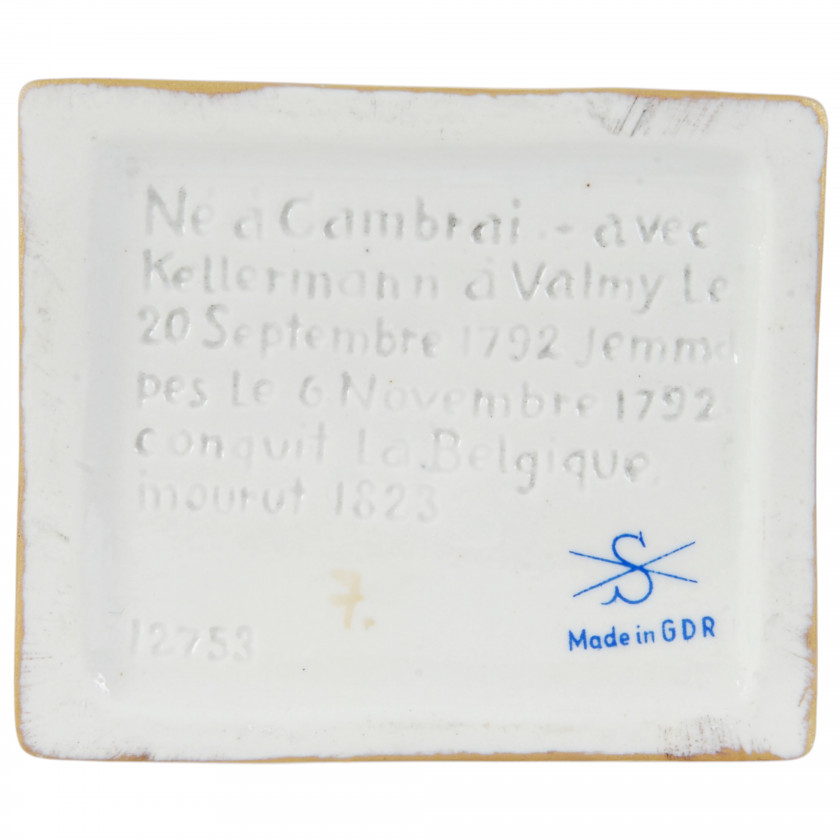 Né à Cambrai - avec
Kellermann à Valmy Le
20 Septembre 1792 Jemma
pes Le 6 Novembre 1792
conquit La Belgique.
mourut 1823
S
Made in GDR
7.
12753